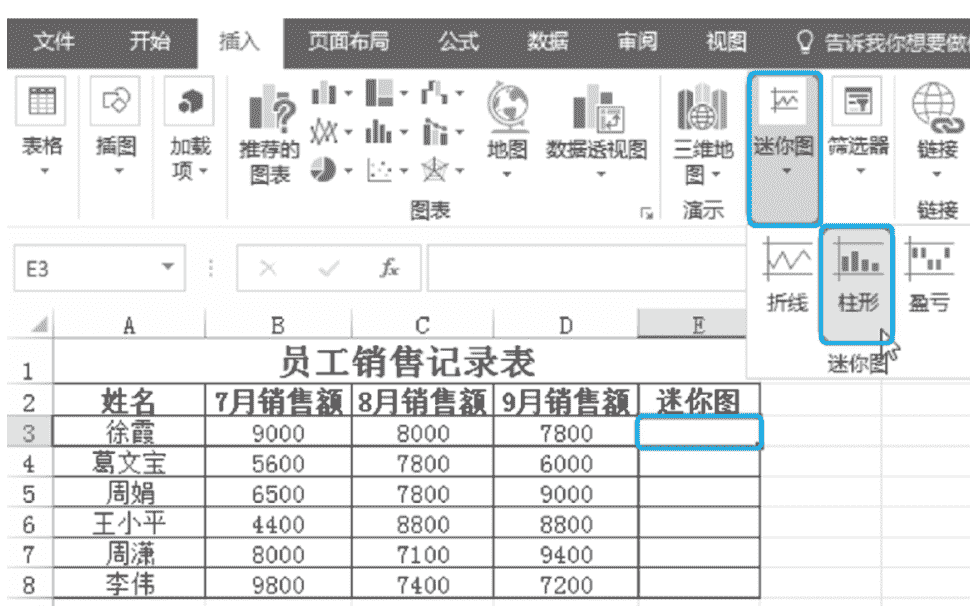 文件 开始 插入 页面布局 公式 数据 审阅 视图 告诉我你想要做
表格 插图 加载项 推荐的图表 地图 数据透视图 三维地图 迷你图 筛选器 链接
图表 演示 链接
E3 fx
折线 柱形 盈亏
迷你图
A B C D E
1 员工销售记录表
2 姓名 7月销售额 8月销售额 9月销售额 迷你图
3 徐霞 9000 8000 7800
4 葛文宝 5600 7800 6000
5 周娟 6500 7800 9000
6 王小平 4400 8800 8800
7 周潇 8000 7100 9400
8 李伟 9800 7400 7200